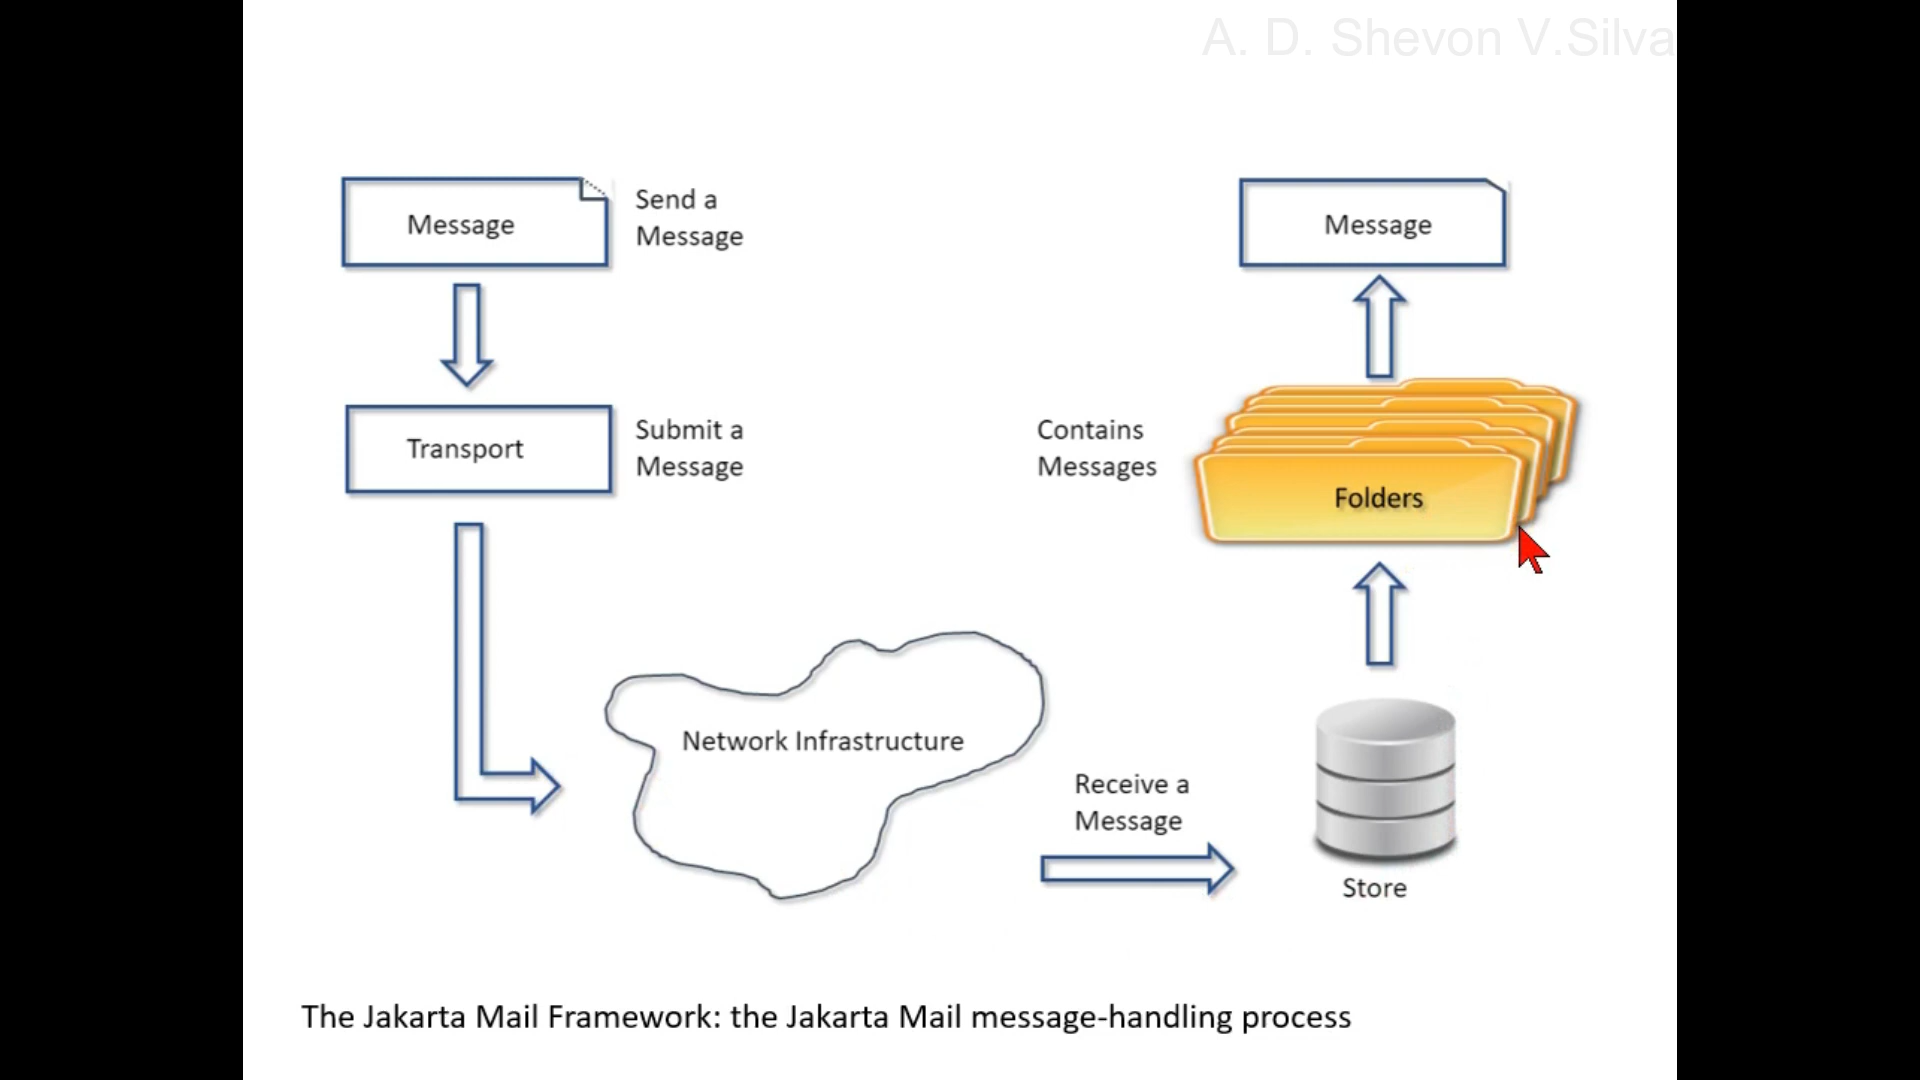 A. D. Shevon V.Silva
Message
Send a
Message
Message
Transport
Submit a
Message
Contains
Messages
Folders
Network Infrastructure
Receive a
Message
Store
The Jakarta Mail Framework: the Jakarta Mail message-handling process